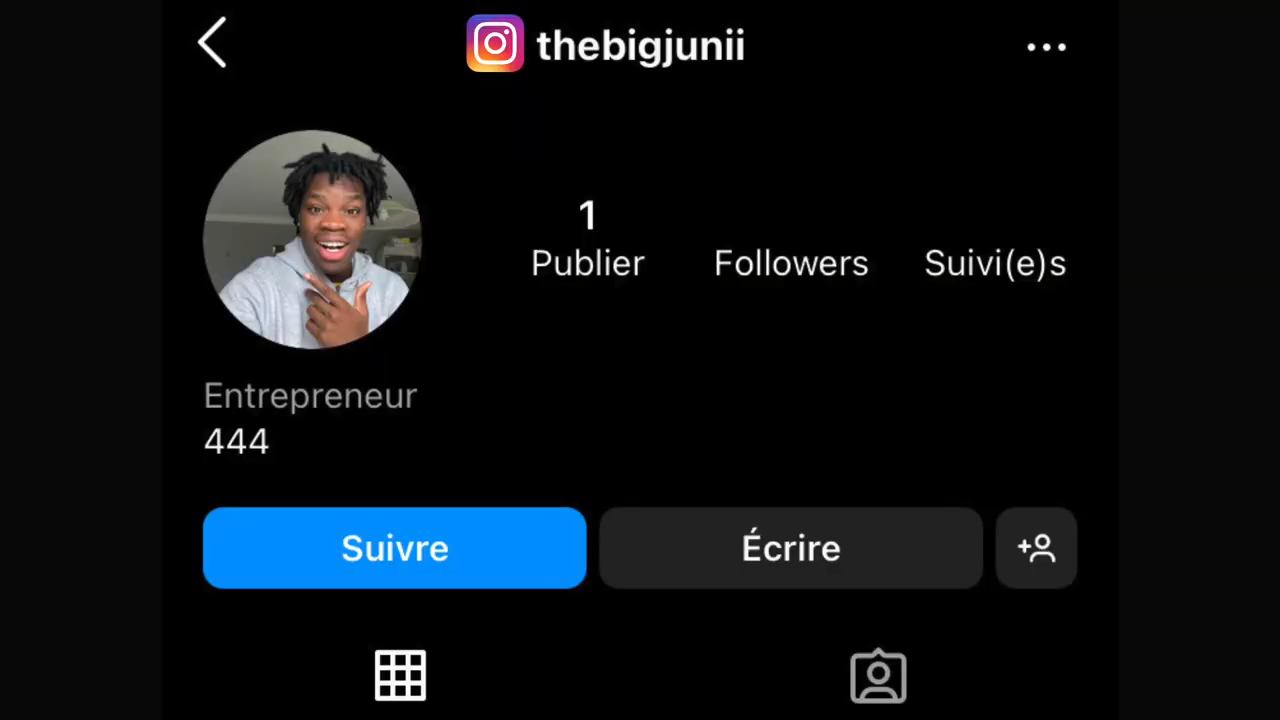 thebigjunii
1
Publier Followers Suivi(e)s
Entrepreneur
444
Suivre Écrire